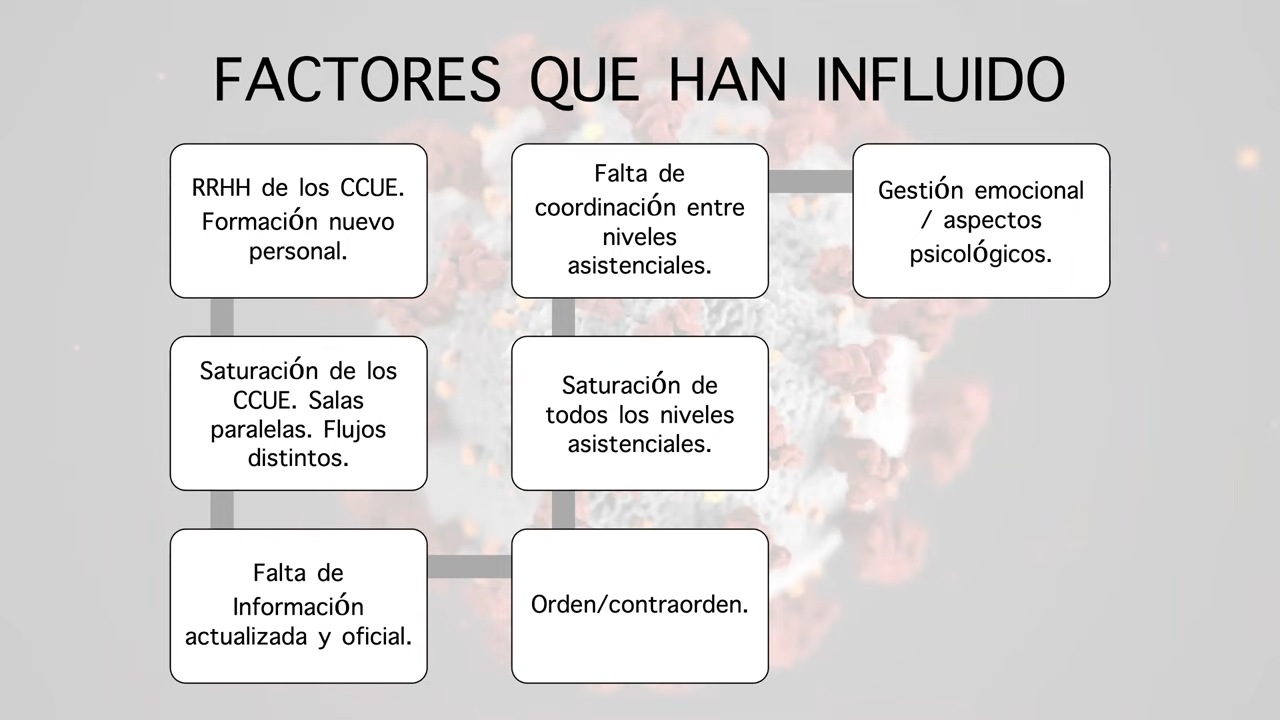 FACTORES QUE HAN INFLUIDO
RRHH de los CCUE.
Formación nuevo
personal.
Saturación de los
CCUE. Salas
paralelas. Flujos
distintos.
Falta de
Información
actualizada y oficial.
Orden/contraorden.
Saturación de
todos los niveles
asistenciales.
Falta de
coordinación entre
niveles
asistenciales.
Gestión emocional
/ aspectos
psicológicos.